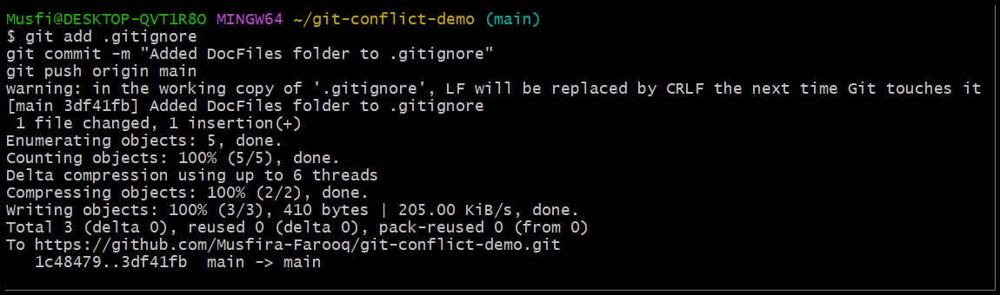 Musfi@DESKTOP-QVT1R8O MINGW64 ~/git-conflict-demo (main)
$ git add .gitignore
git commit -m "Added DocFiles folder to .gitignore"
git push origin main
warning: in the working copy of '.gitignore', LF will be replaced by CRLF the next time Git touches it
[main 3df41fb] Added DocFiles folder to .gitignore
 1 file changed, 1 insertion(+)
Enumerating objects: 5, done.
Counting objects: 100% (5/5), done.
Delta compression using up to 6 threads
Compressing objects: 100% (2/2), done.
Writing objects: 100% (3/3), 410 bytes | 205.00 KiB/s, done.
Total 3 (delta 0), reused 0 (delta 0), pack-reused 0 (from 0)
To https://github.com/Musfira-Farooq/git-conflict-demo.git
   1c48479..3df41fb  main -> main